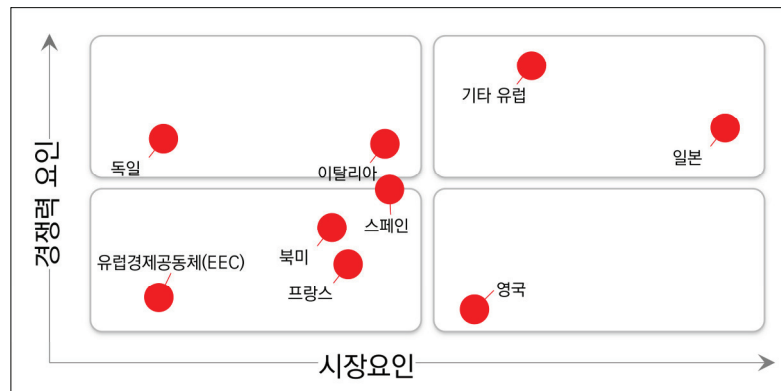 기타 유럽
일본
독일
이탈리아
스페인
북미
유럽경제공동체(EEC)
프랑스
영국
경쟁력 요인
시장요인